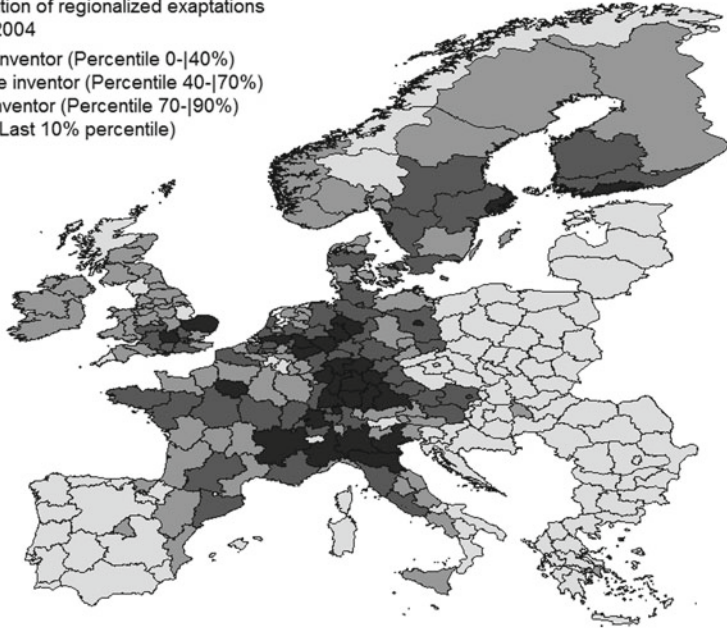 tion of regionalized exaptations
2004
inventor (Percentile 0-|40%)
e inventor (Percentile 40-|70%)
nventor (Percentile 70-|90%)
Last 10% percentile)